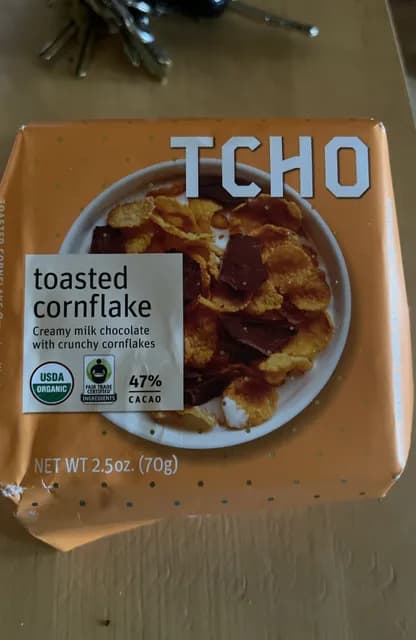 TCHO
toasted
cornflake
Creamy milk chocolate
with crunchy cornflakes
USDA
ORGANIC
FAIR TRADE
CERTIFIED
INGREDIENTS
47%
CACAO
NET WT 2.5oz. (70g)